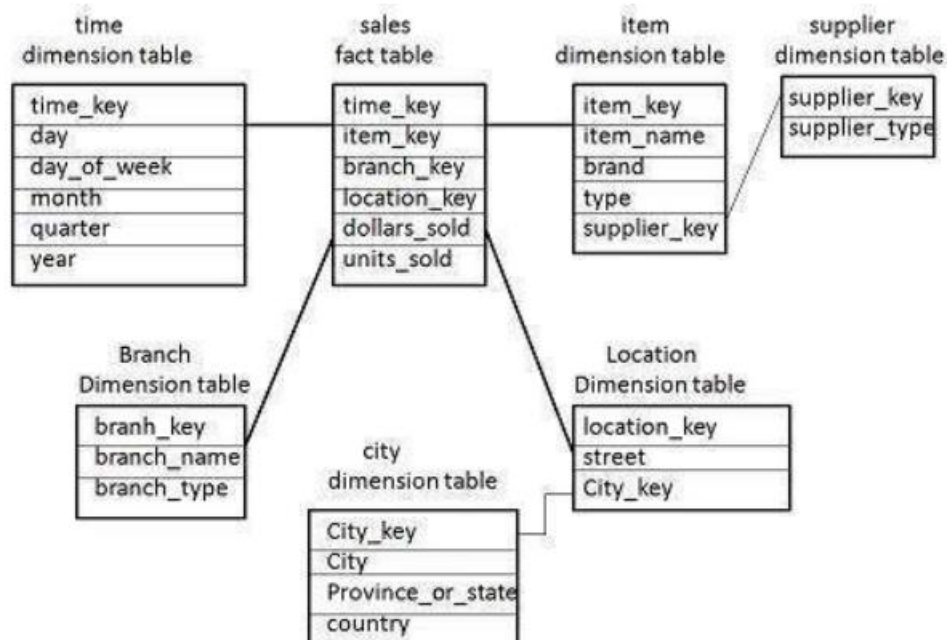 time
dimension table
time_key
day
day_of_week
month
quarter
year
sales
fact table
time_key
item_key
branch_key
location_key
dollars_sold
units_sold
item
dimension table
item_key
item_name
brand
type
supplier_key
supplier
dimension table
supplier_key
supplier_type
Branch
Dimension table
branh_key
branch_name
branch_type
city
dimension table
City_key
City
Province_or_state
country
Location
Dimension table
location_key
street
City_key